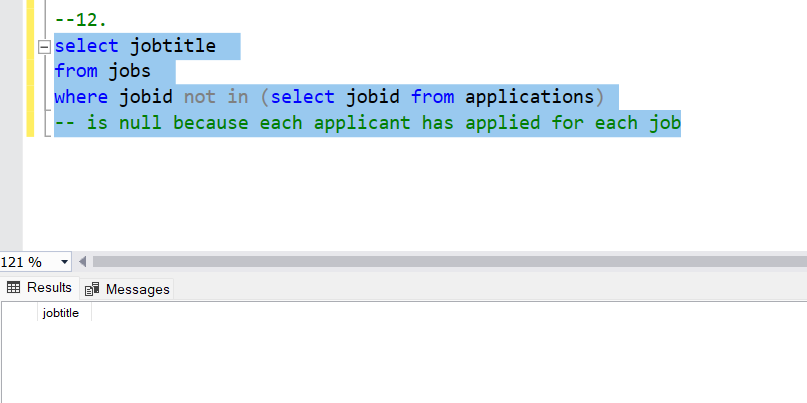 --12.
select jobtitle
from jobs
where jobid not in (select jobid from applications)
-- is null because each applicant has applied for each job
121 %
Results Messages
jobtitle